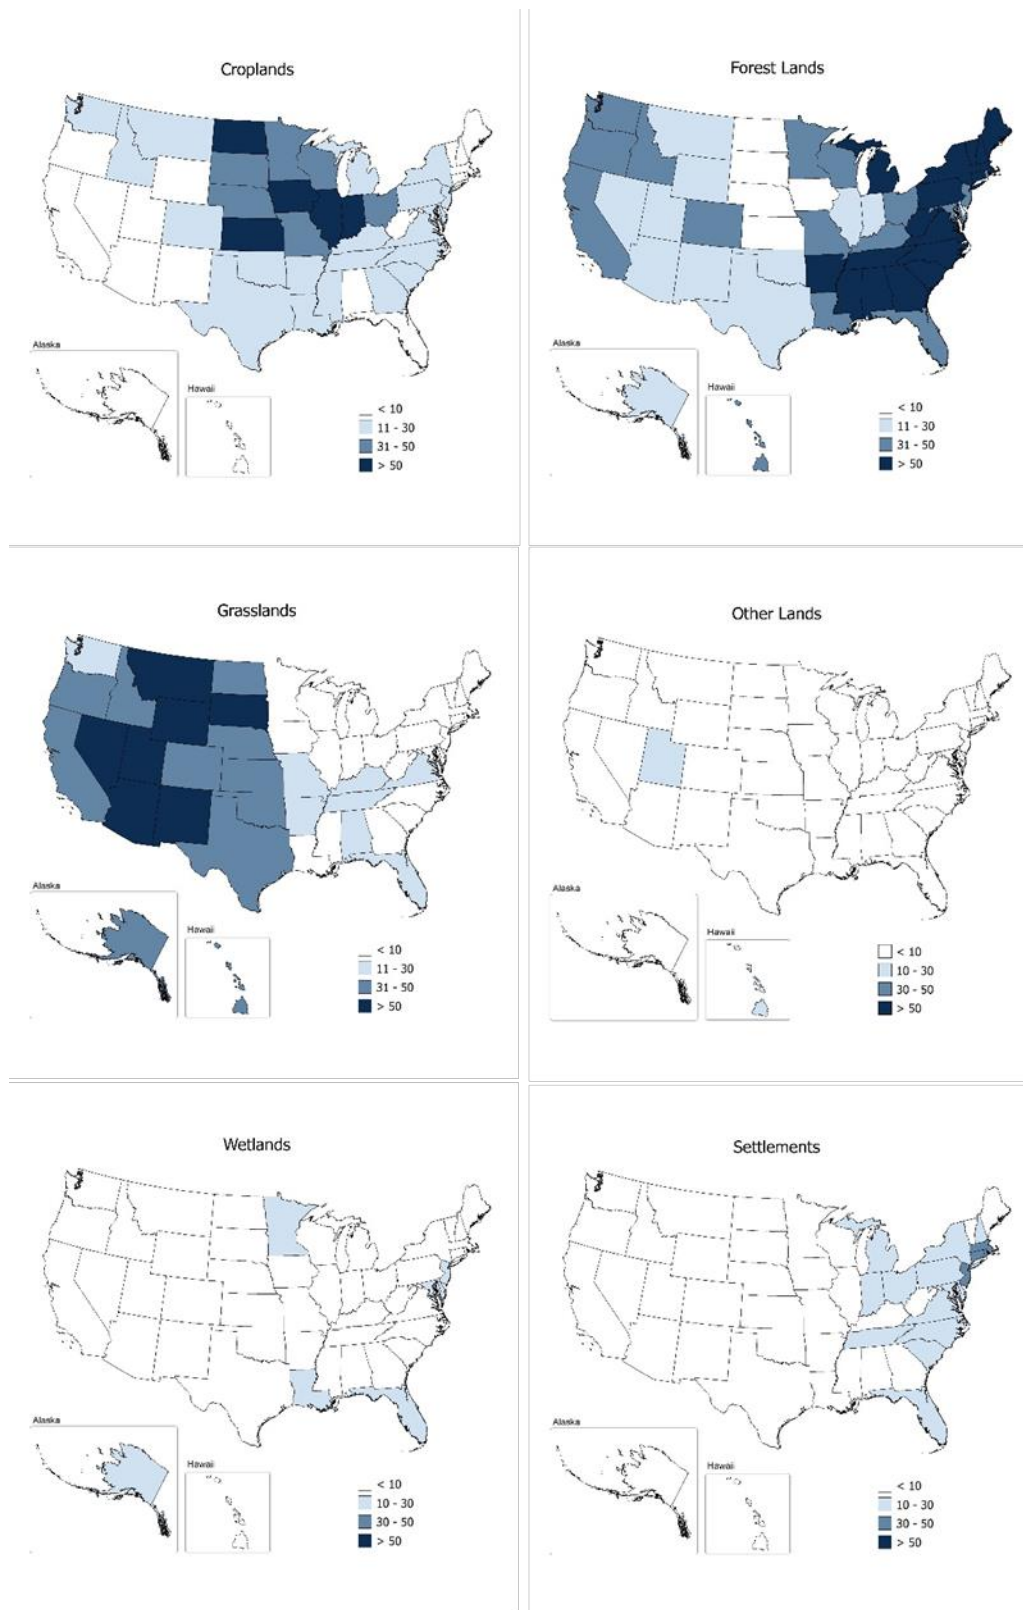 Croplands
Alaska
Hawaii
< 10
11 - 30
31 - 50
> 50
Forest Lands
Alaska
Hawaii
< 10
11 - 30
31 - 50
> 50
Grasslands
Alaska
Hawaii
< 10
11 - 30
31 - 50
> 50
Other Lands
Alaska
Hawaii
< 10
10 - 30
30 - 50
> 50
Wetlands
Alaska
Hawaii
< 10
10 - 30
30 - 50
> 50
Settlements
Alaska
Hawaii
< 10
10 - 30
30 - 50
> 50